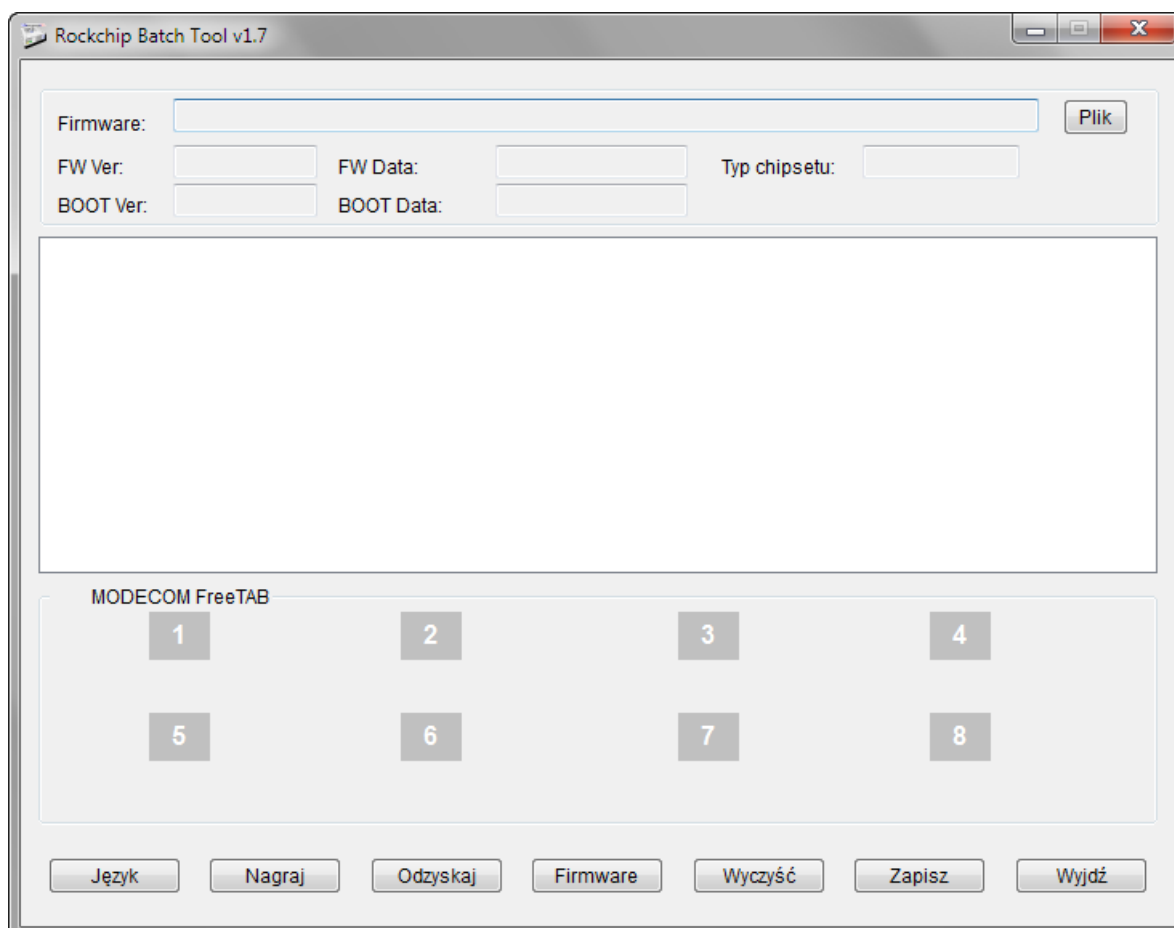 Rockchip Batch Tool v1.7
Firmware: Plik
FW Ver: FW Data: Typ chipsetu:
BOOT Ver: BOOT Data:
MODECOM FreeTAB
1 2 3 4
5 6 7 8
Język Nagraj Odzyskaj Firmware Wyczyść Zapisz Wyjdź